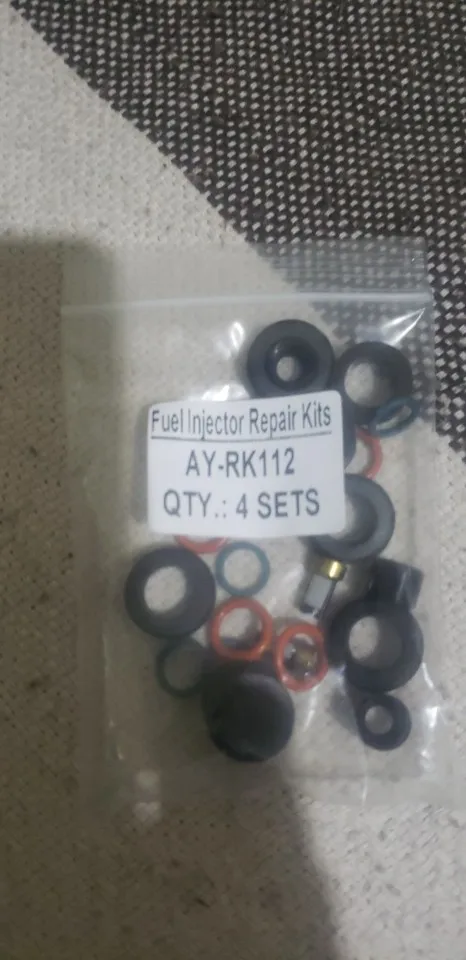 Fuel Injector Repair Kits
AY-RK112
QTY.: 4 SETS